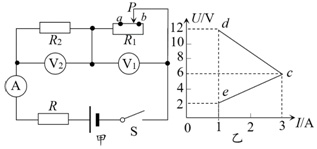 P
a b
R₂ R₁
V₂ V₁
A
R S
甲
U/V
12 d
10
8
6 c
4 e
2
0 1 2 3 I/A
乙